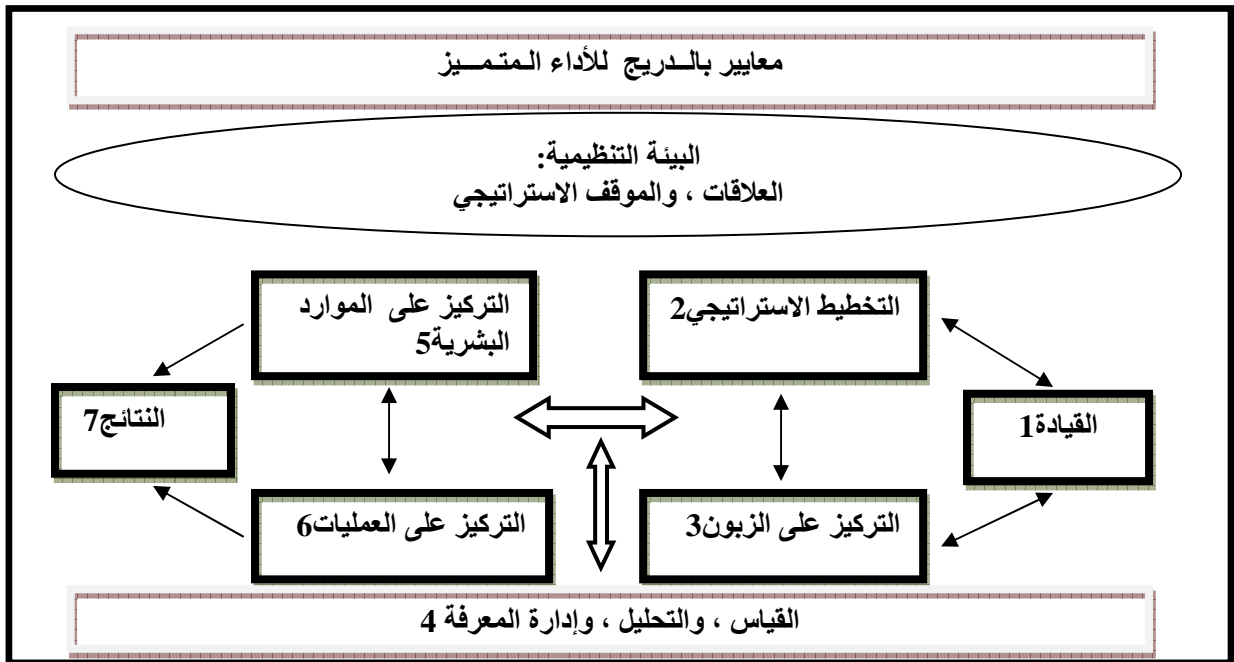 معايير بالـدريج للأداء المتميز
البيئة التنظيمية:
العلاقات ، والموقف الاستراتيجي
التخطيط الاستراتيجي2
التركيز على الموارد
البشرية5
القيادة1
النتائج7
التركيز على الزبون3
التركيز على العمليات6
القياس ، والتحليل ، وإدارة المعرفة 4